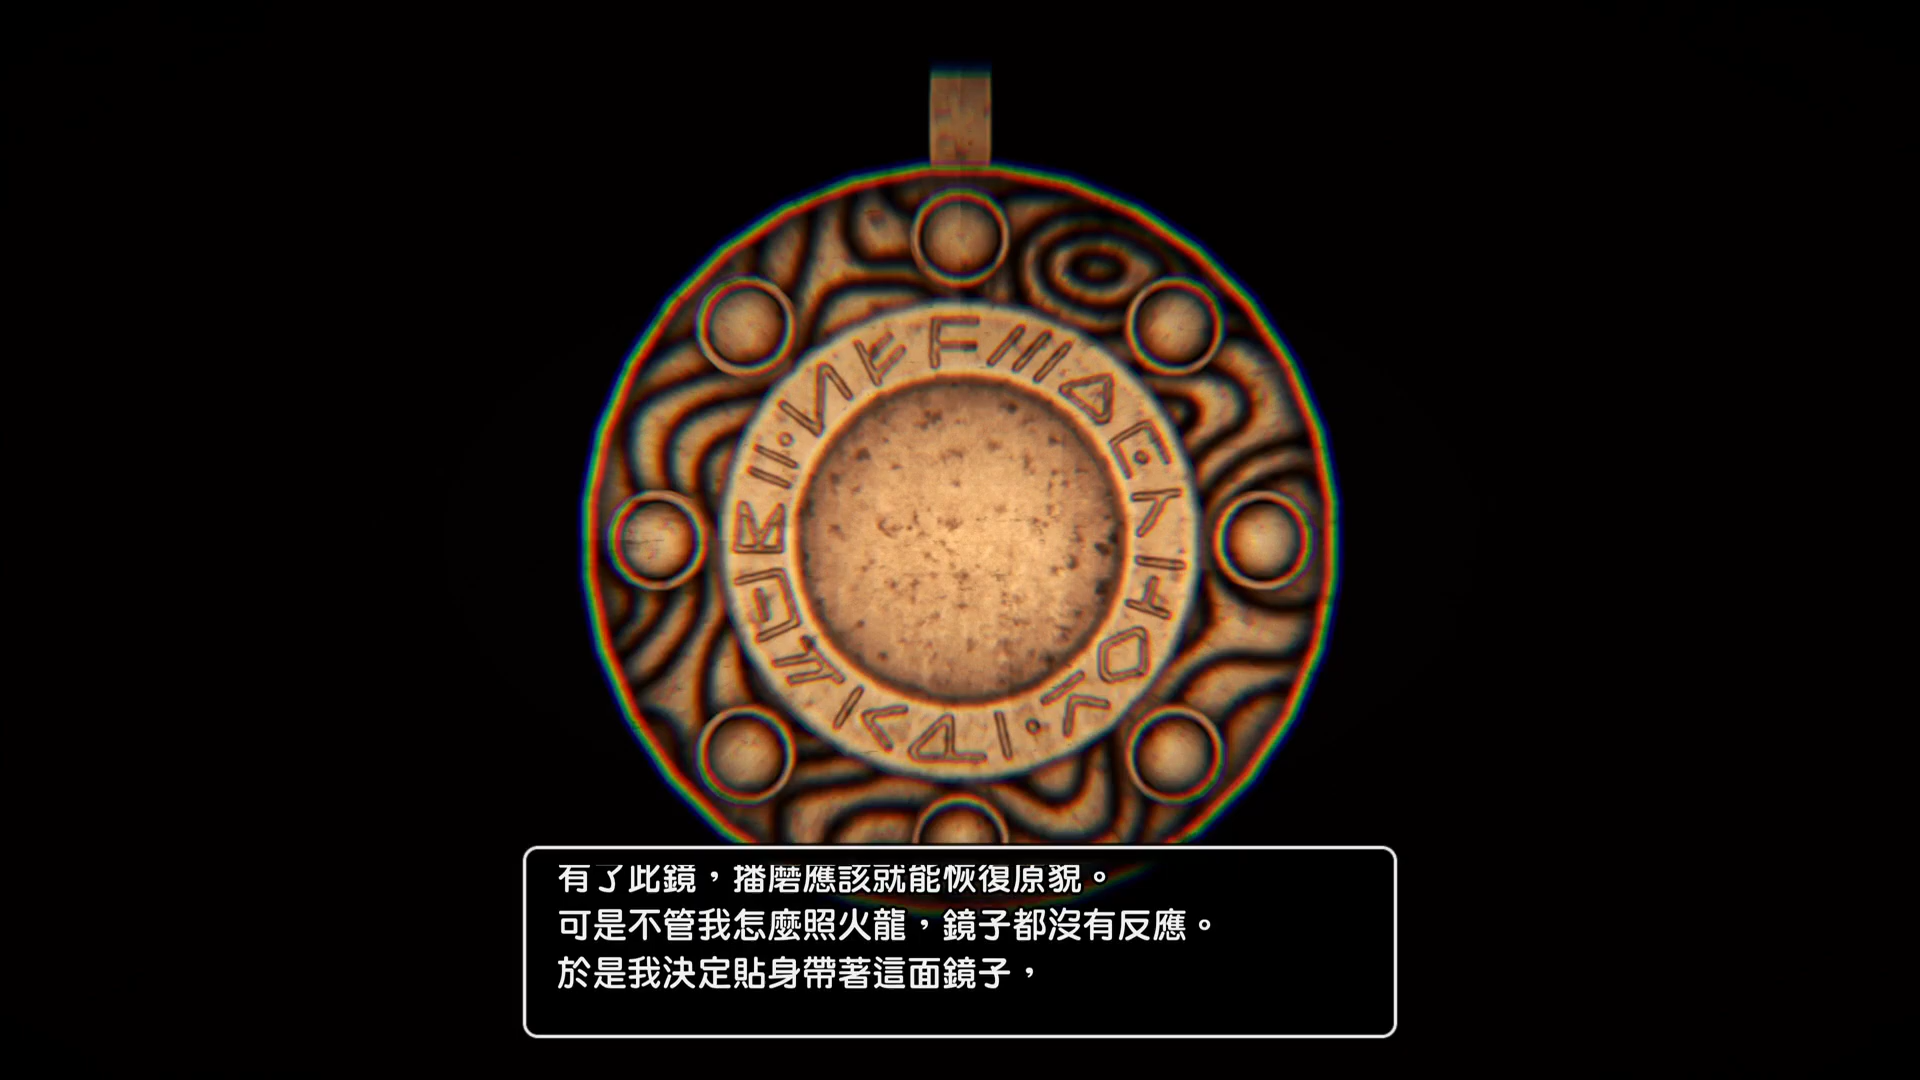 有了此鏡，播磨應該就能恢復原貌。
可是不管我怎麼照火龍，鏡子都沒有反應。
於是我決定貼身帶著這面鏡子，